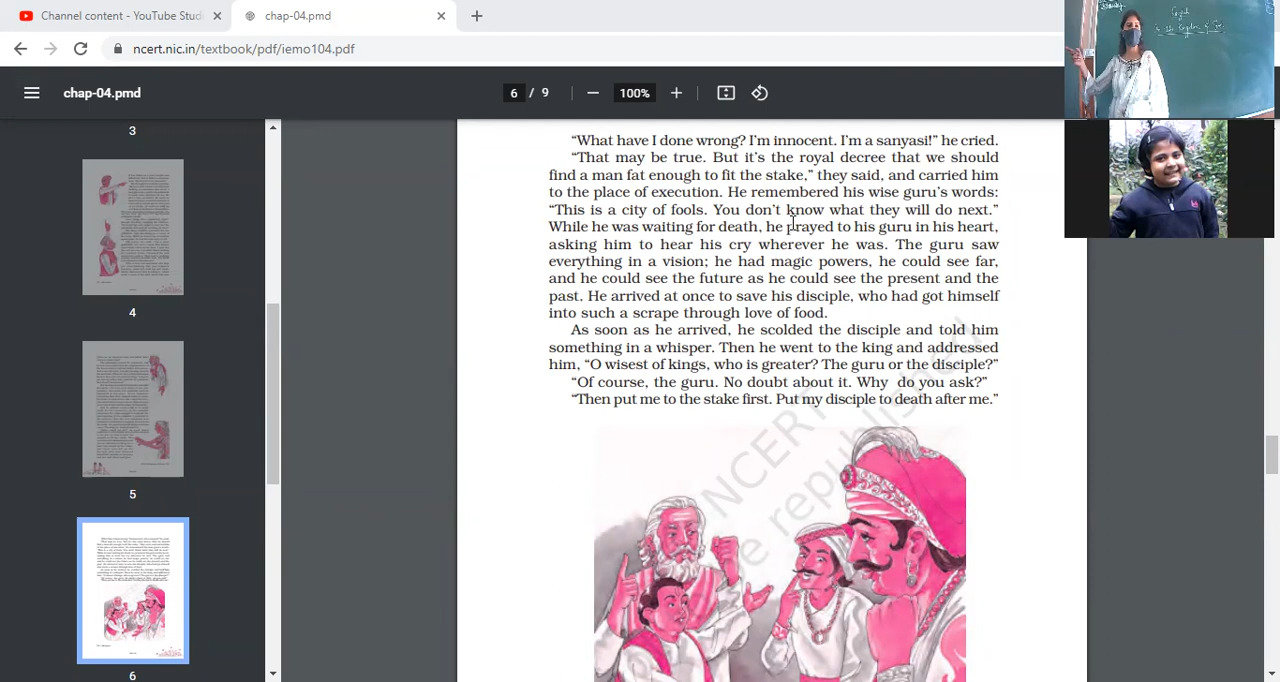 Channel content - YouTube Stud
chap-04.pmd
ncert.nic.in/textbook/pdf/iemo104.pdf
chap-04.pmd
6 / 9
100%
3
4
5
6
“What have I done wrong? I’m innocent. I’m a sanyasi!” he cried.
“That may be true. But it’s the royal decree that we should
find a man fat enough to fit the stake,” they said, and carried him
to the place of execution. He remembered his wise guru’s words:
“This is a city of fools. You don’t know what they will do next.”
While he was waiting for death, he prayed to his guru in his heart,
asking him to hear his cry wherever he was. The guru saw
everything in a vision; he had magic powers, he could see far,
and he could see the future as he could see the present and the
past. He arrived at once to save his disciple, who had got himself
into such a scrape through love of food.
As soon as he arrived, he scolded the disciple and told him
something in a whisper. Then he went to the king and addressed
him, “O wisest of kings, who is greater? The guru or the disciple?”
“Of course, the guru. No doubt about it. Why do you ask?”
“Then put me to the stake first. Put my disciple to death after me.”
NCERT
republished